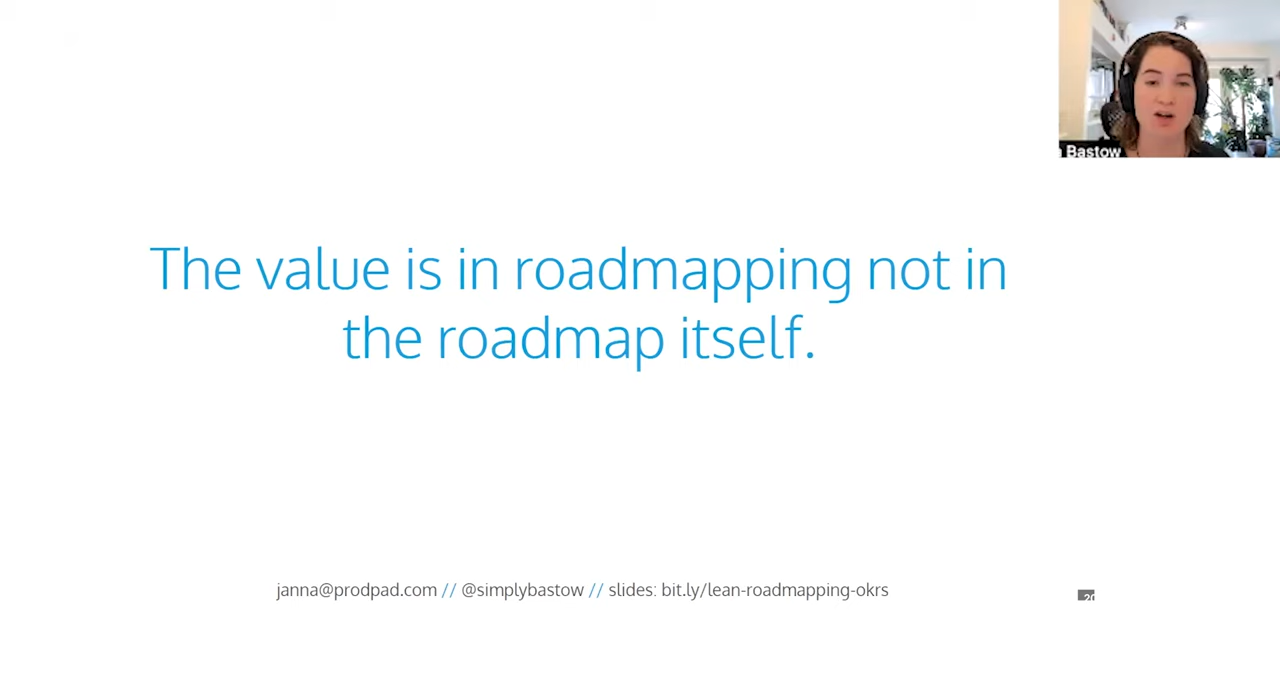 Bastow
The value is in roadmapping not in
the roadmap itself.
janna@prodpad.com // @simplybastow // slides: bit.ly/lean-roadmapping-okrs